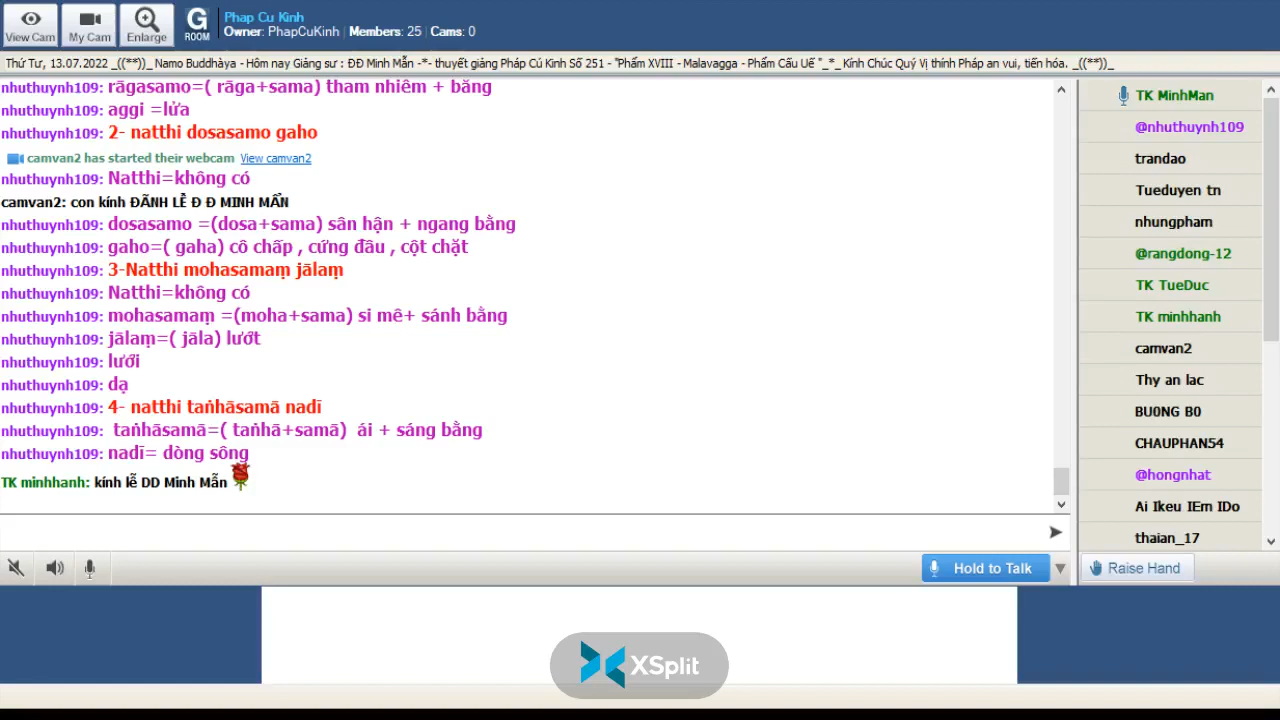 View Cam
My Cam
Enlarge
G
ROOM
Phap Cu Kinh
Owner: PhapCuKinh | Members: 25 | Cams: 0
Thứ Tư, 13.07.2022 _((**))_ Namo Buddhàya - Hôm nay Giảng sư : ĐĐ Minh Mẫn -*- thuyết giảng Pháp Cú Kinh Số 251 - "Phẩm XVIII - Malavagga - Phẩm Cấu Uế "_*_ Kính Chúc Quý Vị thính Pháp an vui, tiến hóa. _((**))_
nhuthuynh109: rāgasamo=( rāga+sama) tham nhiêm + băng
nhuthuynh109: aggi =lửa
nhuthuynh109: 2- natthi dosasamo gaho
camvan2 has started their webcam View camvan2
nhuthuynh109: Natthi=không có
camvan2: con kính ĐÃNH LỄ Đ Đ MINH MẨN
nhuthuynh109: dosasamo =(dosa+sama) sân hận + ngang bằng
nhuthuynh109: gaho=( gaha) cô chấp , cứng đâu , cột chặt
nhuthuynh109: 3-Natthi mohasamaṃ jālaṃ
nhuthuynh109: Natthi=không có
nhuthuynh109: mohasamaṃ =(moha+sama) si mê+ sánh bằng
nhuthuynh109: jālaṃ=( jāla) lướt
nhuthuynh109: lưới
nhuthuynh109: dạ
nhuthuynh109: 4- natthi taṅhāsamā nadī
nhuthuynh109: taṅhāsamā=( taṅhā+samā) ái + sáng bằng
nhuthuynh109: nadī= dòng sông
TK minhhanh: kính lễ DD Minh Mẫn
TK MinhMan
@nhuthuynh109
trandao
Tueduyen tn
nhungpham
@rangdong-12
TK TueDuc
TK minhhanh
camvan2
Thy an lac
BU0NG B0
CHAUPHAN54
@hongnhat
Ai Ikeu IEm IDo
thaian_17
Hold to Talk
Raise Hand
XSplit